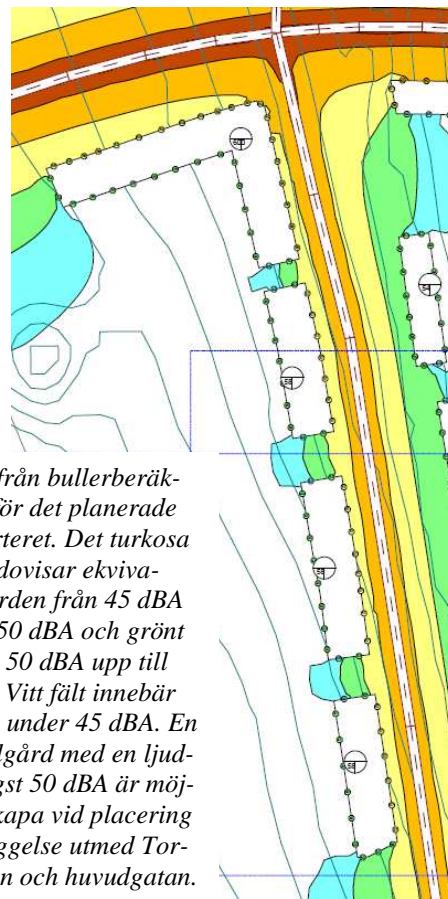 från bullerberäk-
för det planerade
rteret. Det turkosa
dovisar ekviva-
rden från 45 dBA
50 dBA och grönt
50 dBA upp till
Vitt fält innebär
under 45 dBA. En
lgård med en ljud-
gst 50 dBA är möj-
kapa vid placering
ggelse utmed Tor-
n och huvudgatan.